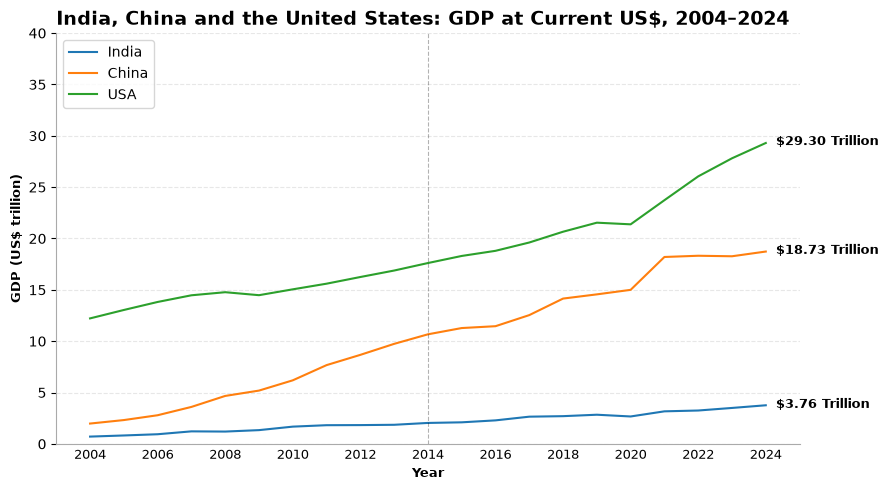 India, China and the United States: GDP at Current US$, 2004–2024
GDP (US$ trillion)
40
35
30
25
20
15
10
5
0
India
China
USA
$29.30 Trillion
$18.73 Trillion
$3.76 Trillion
2004 2006 2008 2010 2012 2014 2016 2018 2020 2022 2024
Year